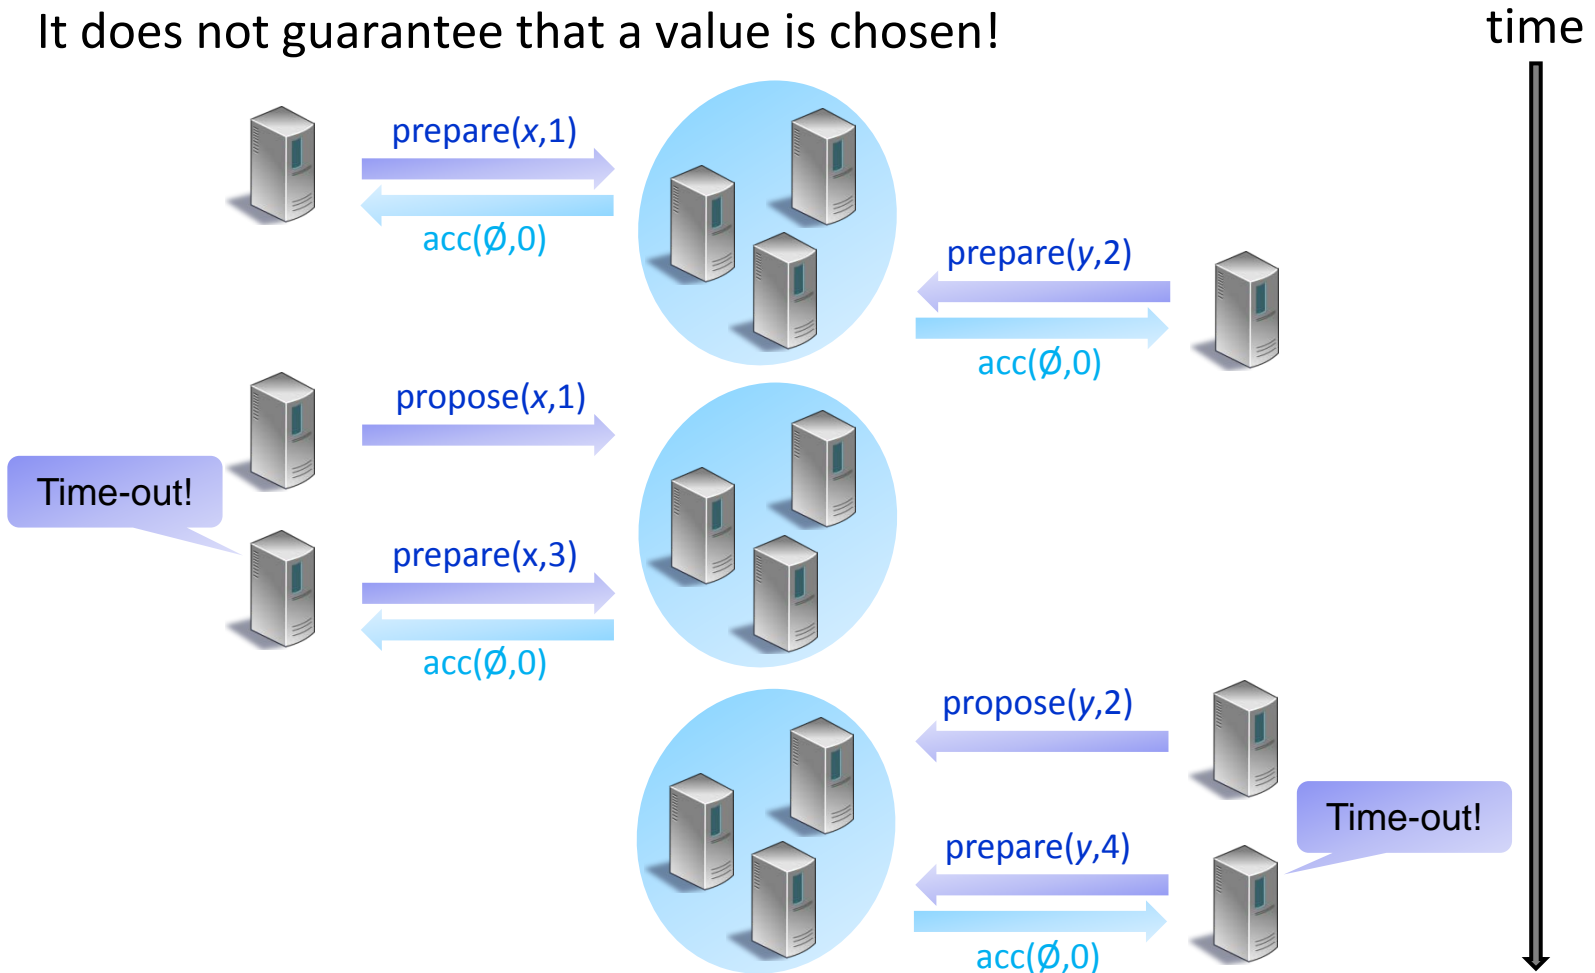 It does not guarantee that a value is chosen!
time
prepare(x,1)
acc(Ø,0)
prepare(y,2)
acc(Ø,0)
propose(x,1)
Time-out!
prepare(x,3)
acc(Ø,0)
propose(y,2)
Time-out!
prepare(y,4)
acc(Ø,0)